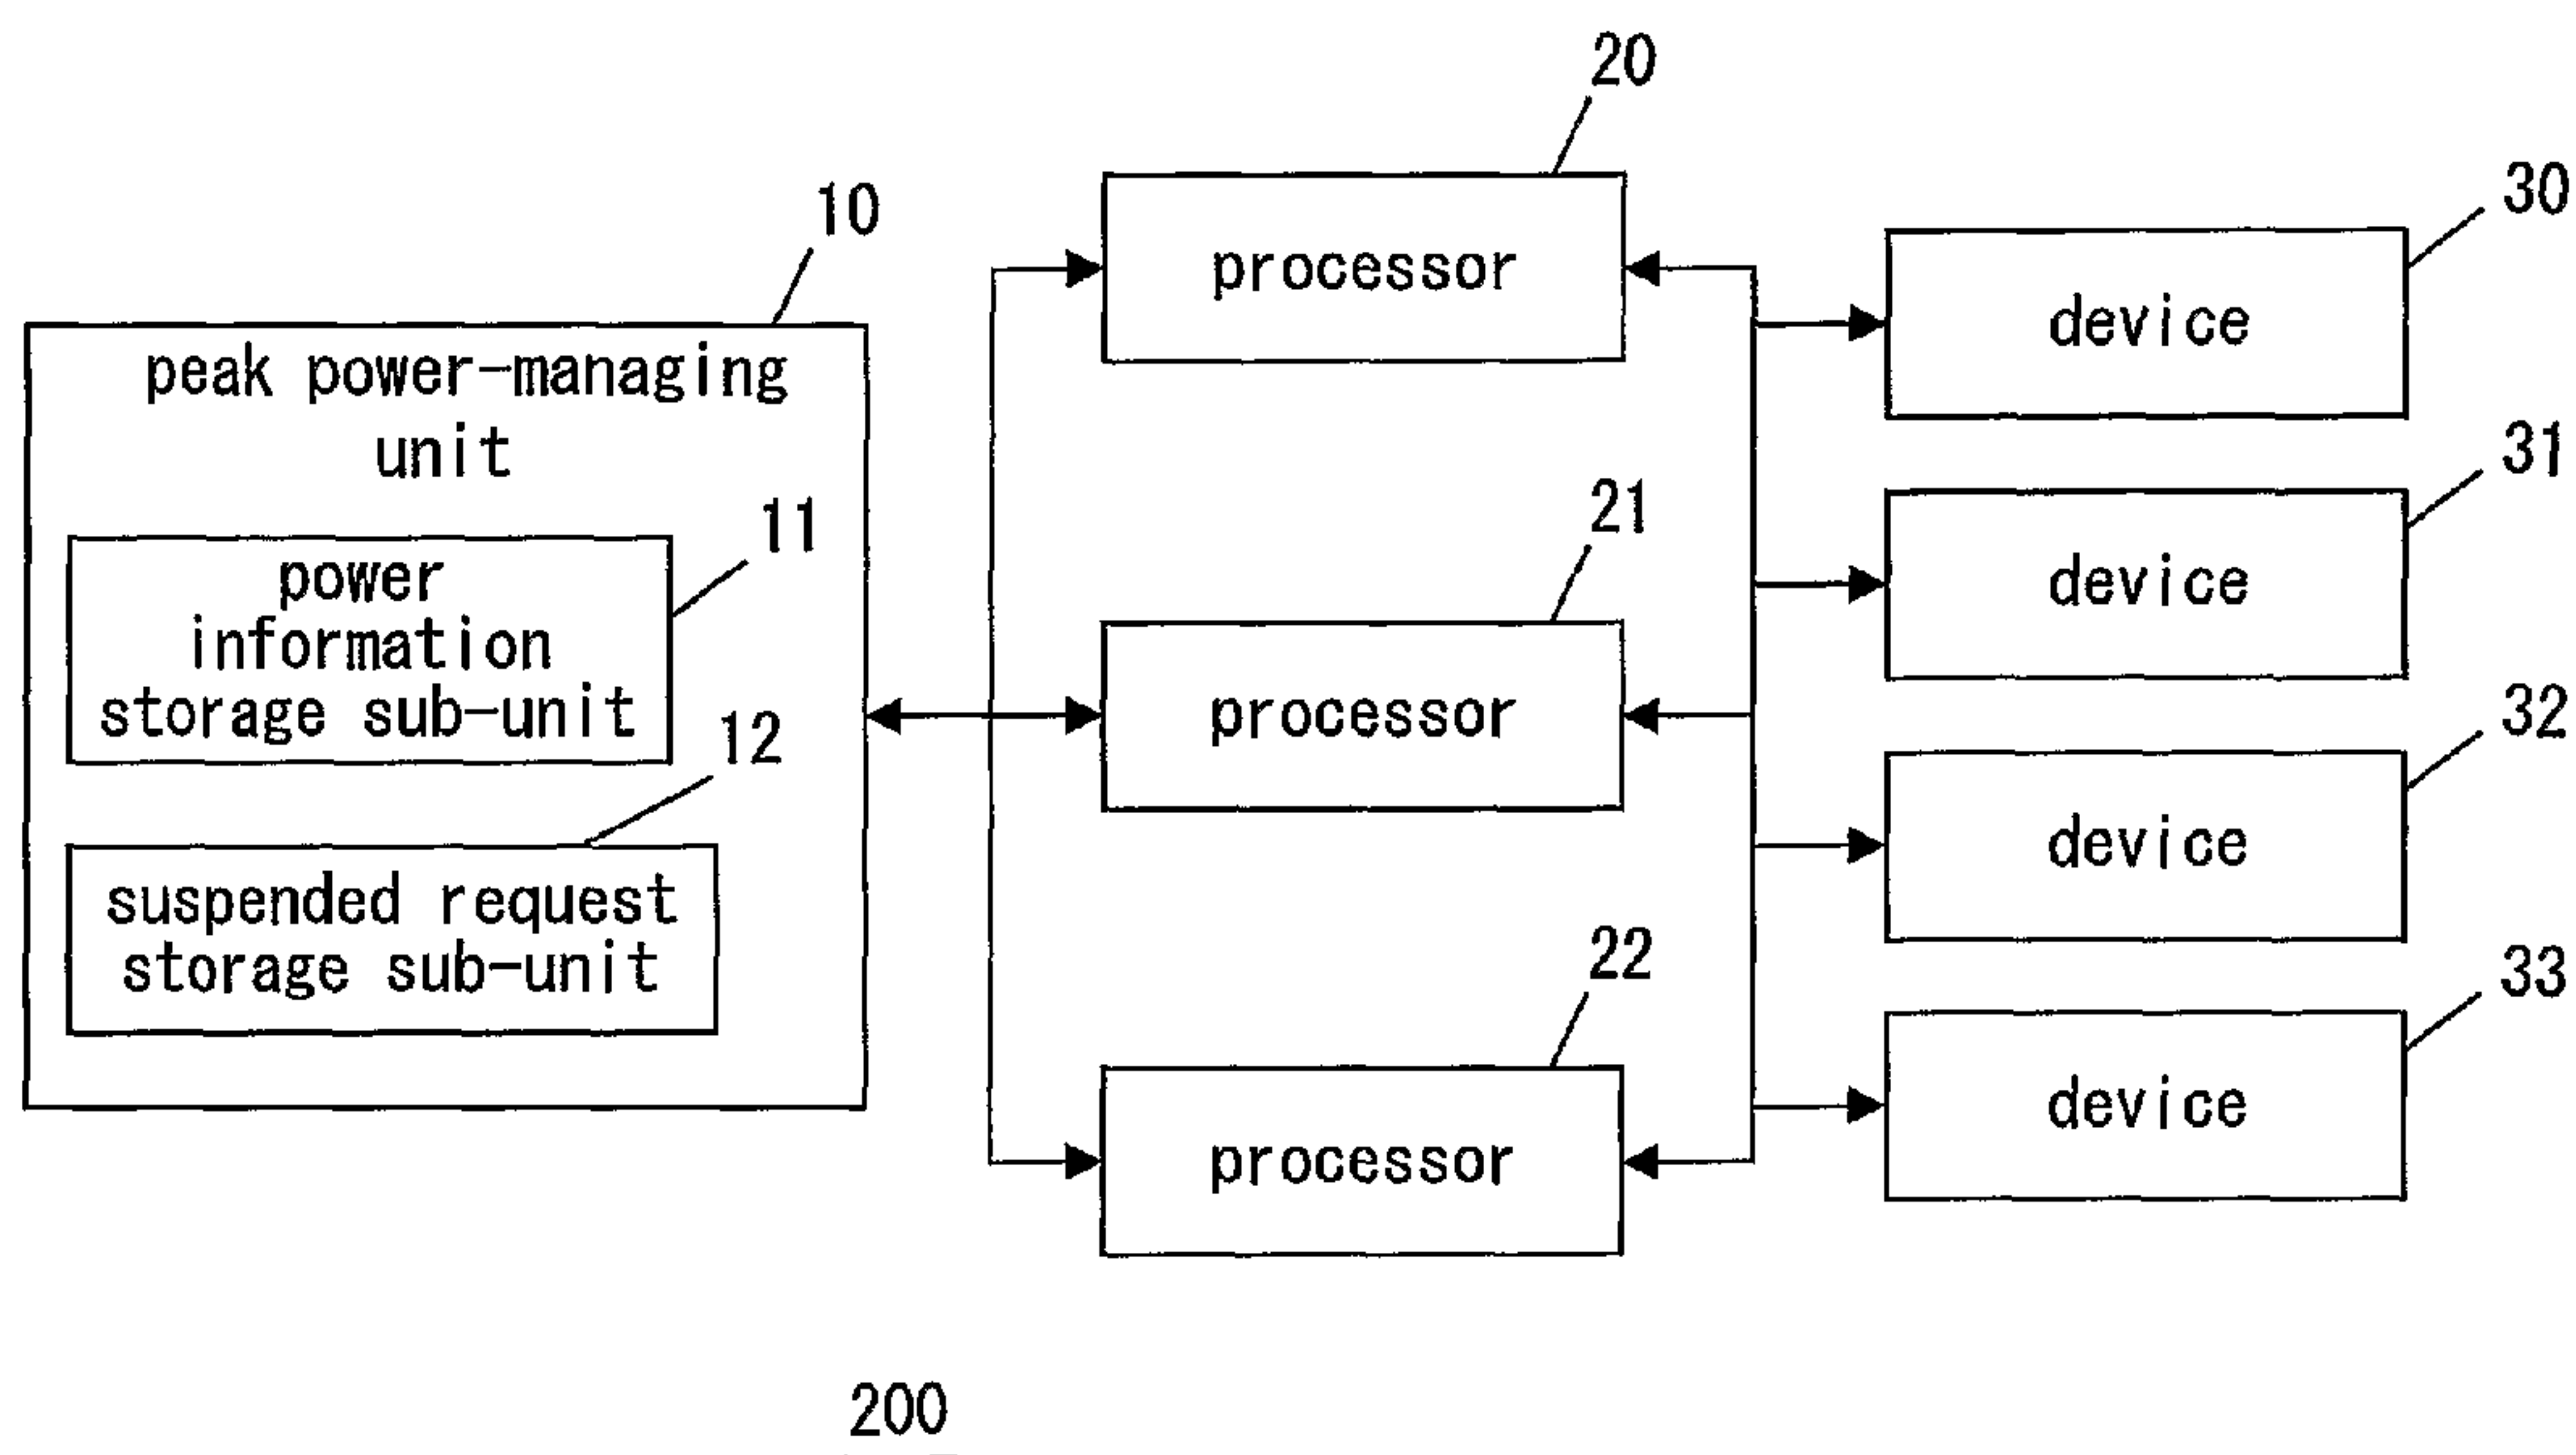 20
10
processor
30
device
peak power-managing
unit
11
power
information
storage sub-unit
12
suspended request
storage sub-unit
21
processor
31
device
32
device
22
processor
33
device
200